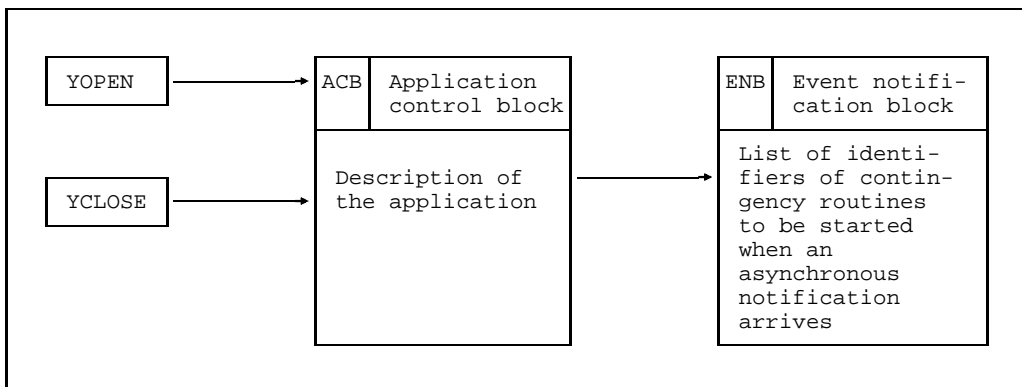 YOPEN
YCLOSE
ACB
Application
control block
Description of
the application
ENB
Event notifi-
cation block
List of identi-
fiers of contin-
gency routines
to be started
when an
asynchronous
notification
arrives